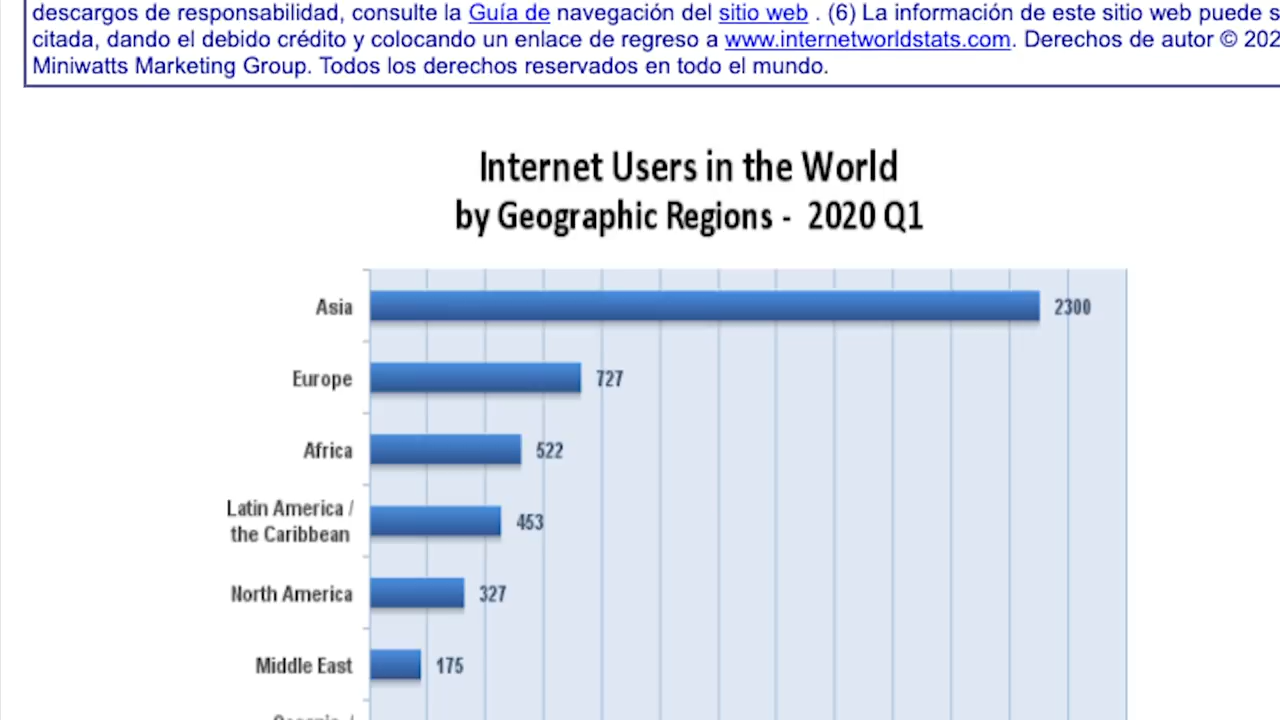 descargos de responsabilidad, consulte la Guía de navegación del sitio web . (6) La información de este sitio web puede s
citada, dando el debido crédito y colocando un enlace de regreso a www.internetworldstats.com. Derechos de autor © 202
Miniwatts Marketing Group. Todos los derechos reservados en todo el mundo.
Internet Users in the World
by Geographic Regions - 2020 Q1
Asia 2300
Europe 727
Africa 522
Latin America /
the Caribbean 453
North America 327
Middle East 175